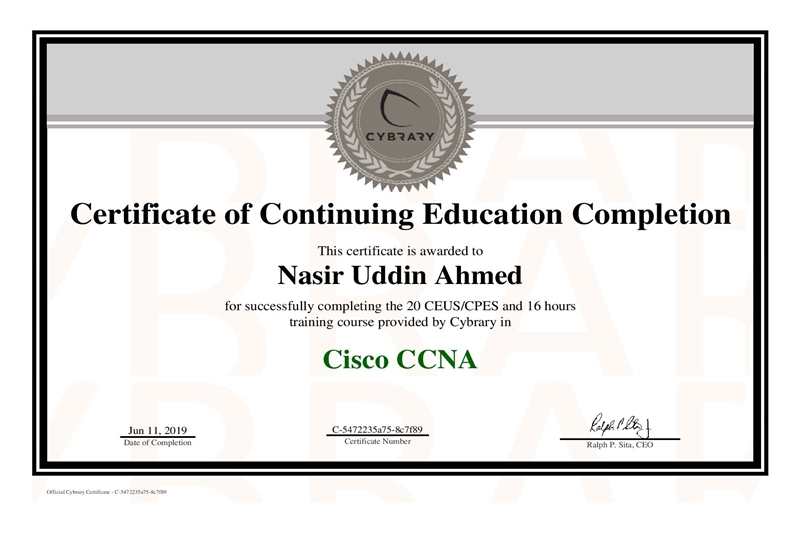 CYBRARY
Certificate of Continuing Education Completion
This certificate is awarded to
Nasir Uddin Ahmed
for successfully completing the 20 CEUS/CPES and 16 hours
training course provided by Cybrary in
Cisco CCNA
Jun 11, 2019
Date of Completion
C-5472235a75-8c7f89
Certificate Number
Ralph P. Sita, CEO
Official Cybrary Certificate - C-5472235a75-8c7f89